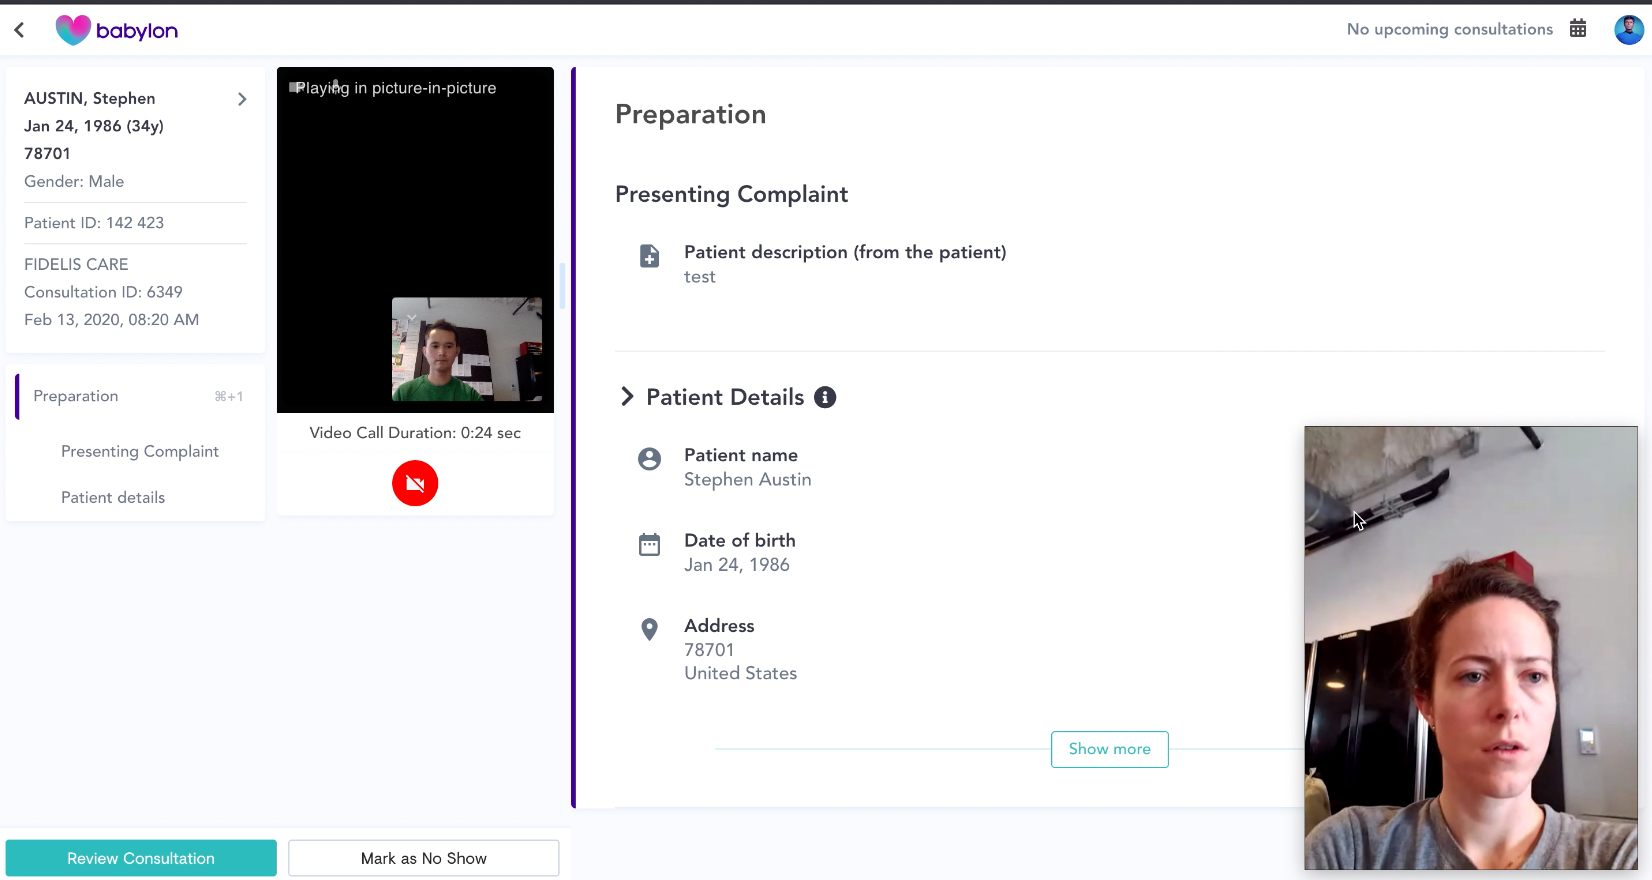 babylon
No upcoming consultations
AUSTIN, Stephen
Jan 24, 1986 (34y)
78701
Gender: Male
Patient ID: 142 423
FIDELIS CARE
Consultation ID: 6349
Feb 13, 2020, 08:20 AM
Preparation ⌘+1
Presenting Complaint
Patient details
Playing in picture-in-picture
Video Call Duration: 0:24 sec
Preparation
Presenting Complaint
Patient description (from the patient)
test
Patient Details
Patient name
Stephen Austin
Date of birth
Jan 24, 1986
Address
78701
United States
Show more
Review Consultation
Mark as No Show